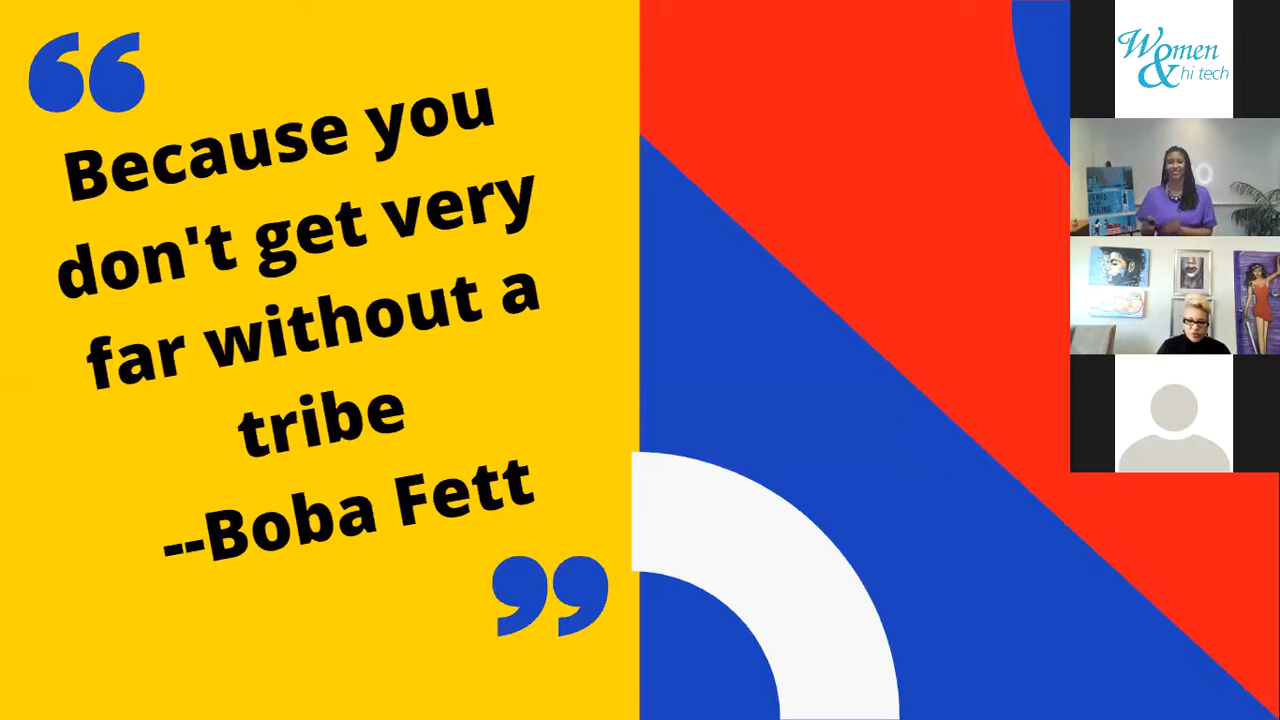 Because you
don't get very
far without a
tribe
--Boba Fett
Women
& hi tech